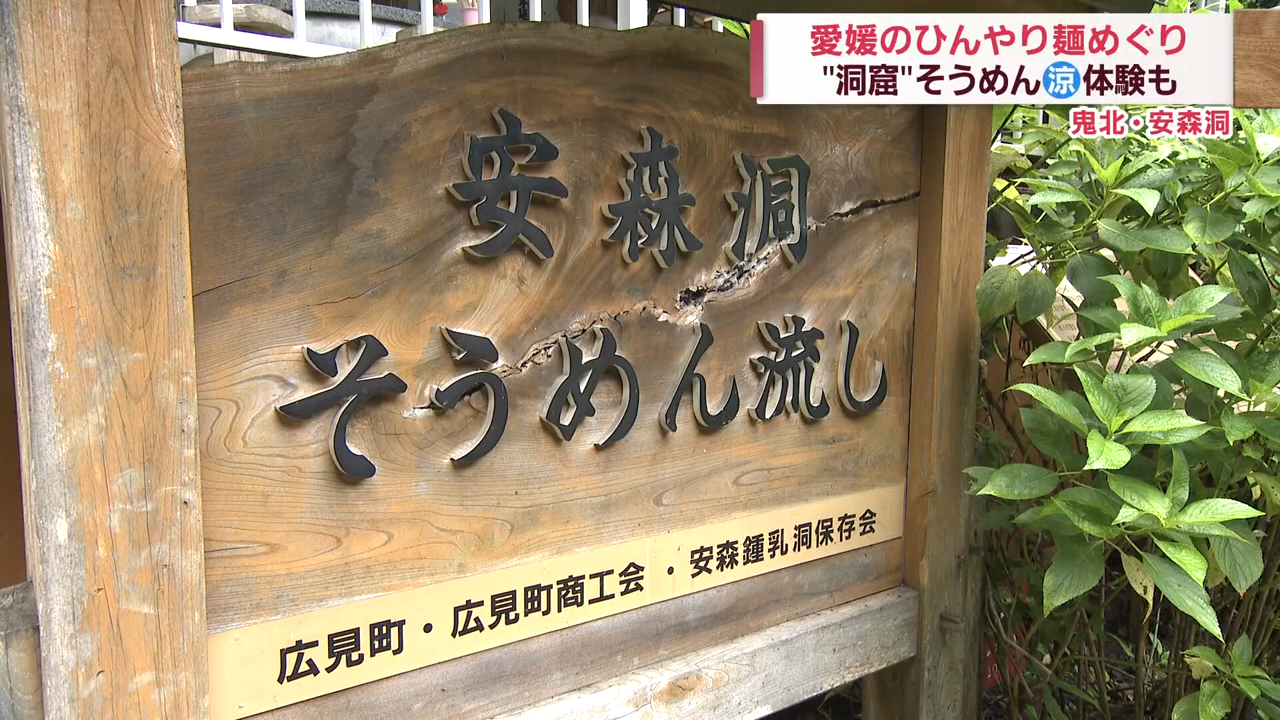 愛媛のひんやり麺めぐり
"洞窟"そうめん涼体験も
鬼北・安森洞
安森洞
そうめん流し
広見町・広見町商工会・安森鍾乳洞保存会